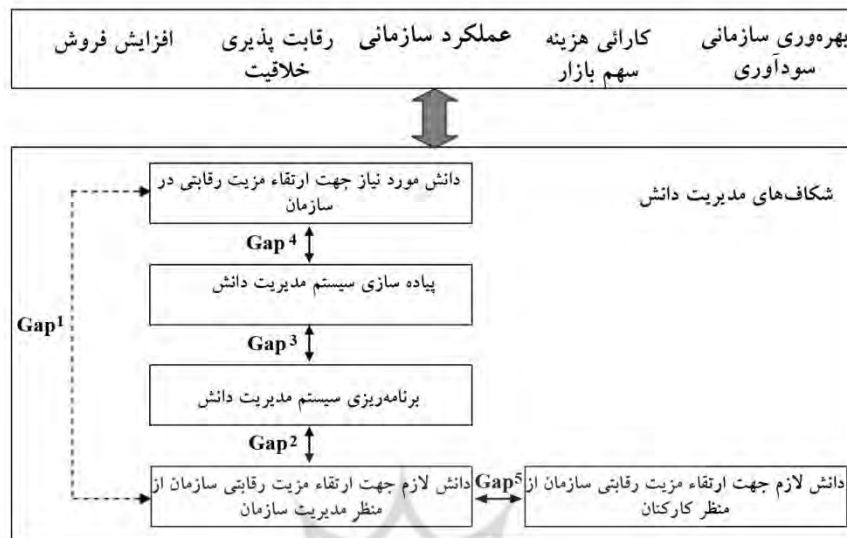 بهره‌وری سازمانی کارائی هزینه عملکرد سازمانی رقابت پذیری افزایش فروش
سودآوری سهم بازار خلاقیت
شکاف‌های مدیریت دانش
دانش مورد نیاز جهت ارتقاء مزیت رقابتی در
سازمان
Gap⁴
پیاده سازی سیستم مدیریت دانش
Gap¹
Gap³
برنامه‌ریزی سیستم مدیریت دانش
Gap²
دانش لازم جهت ارتقاء مزیت رقابتی سازمان از
منظر مدیریت سازمان
Gap⁵
دانش لازم جهت ارتقاء مزیت رقابتی سازمان از
منظر کارکنان